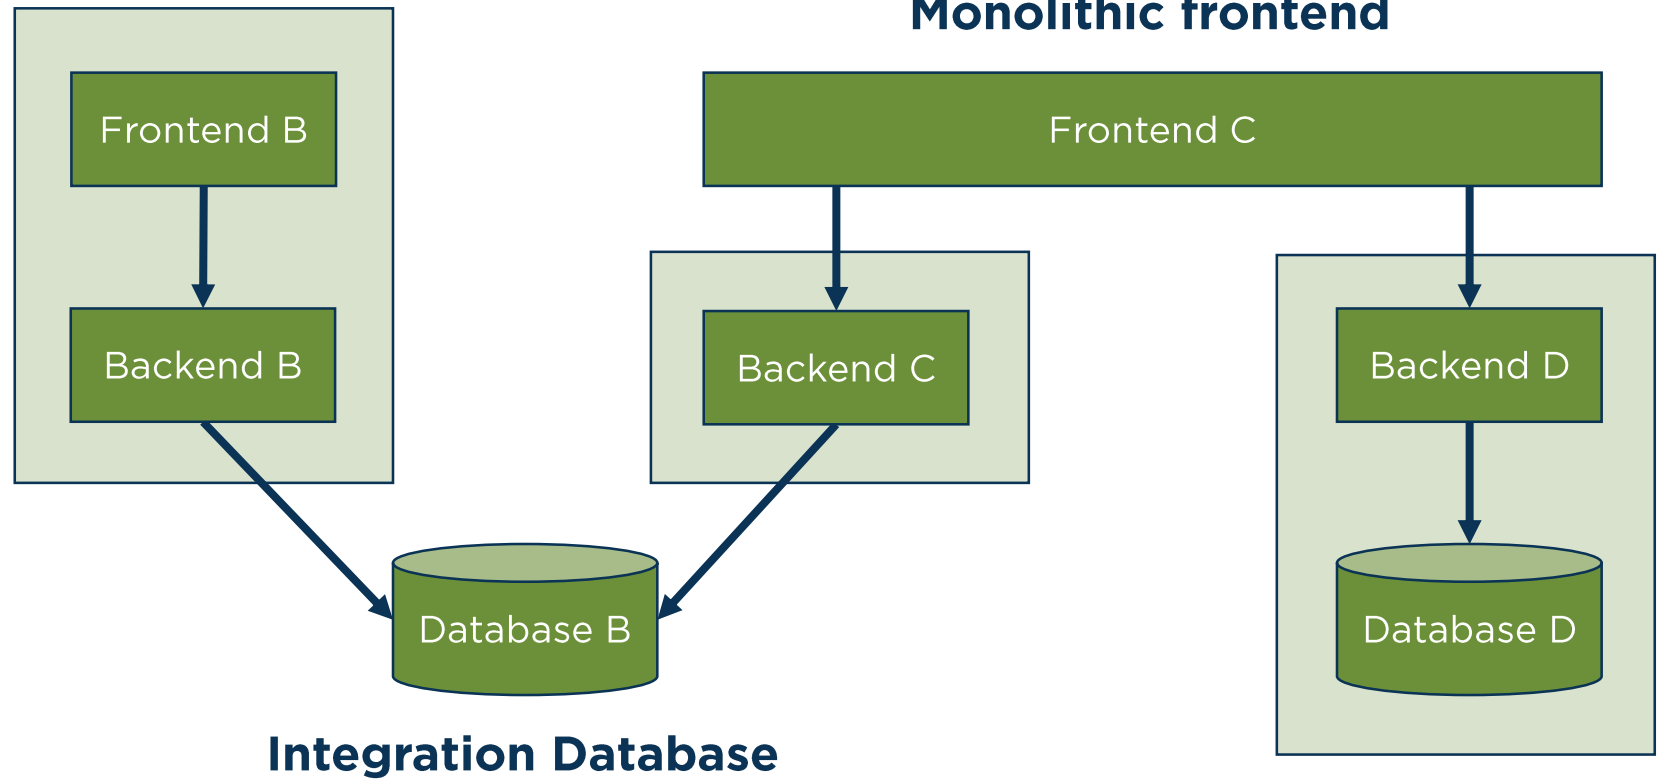 Monolithic frontend
Frontend B
Frontend C
Backend B
Backend C
Backend D
Database B
Database D
Integration Database